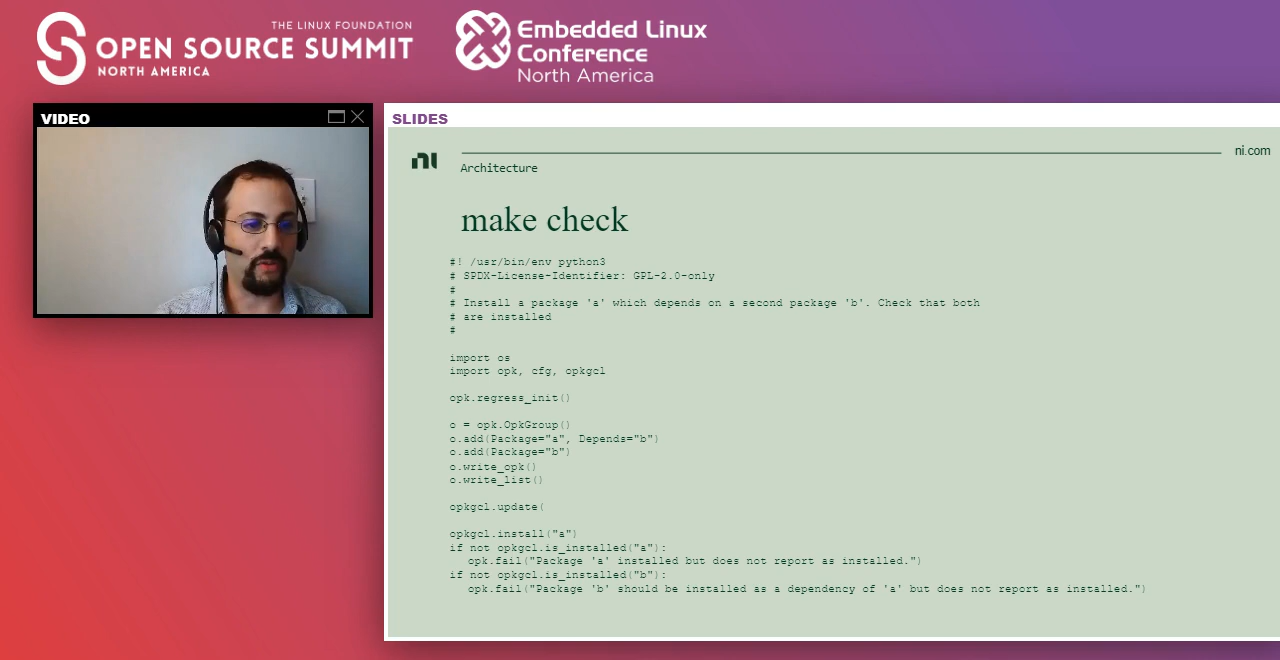 THE LINUX FOUNDATION
OPEN SOURCE SUMMIT
NORTH AMERICA
Embedded Linux
Conference
North America
VIDEO
SLIDES
ni
ni.com
Architecture
make check
#! /usr/bin/env python3
# SPDX-License-Identifier: GPL-2.0-only
#
# Install a package 'a' which depends on a second package 'b'. Check that both
# are installed
#
import os
import opk, cfg, opkgcl
opk.regress_init()
o = opk.OpkGroup()
o.add(Package="a", Depends="b")
o.add(Package="b")
o.write_opk()
o.write_list()
opkgcl.update(
opkgcl.install("a")
if not opkgcl.is_installed("a"):
opk.fail("Package 'a' installed but does not report as installed.")
if not opkgcl.is_installed("b"):
opk.fail("Package 'b' should be installed as a dependency of 'a' but does not report as installed.")